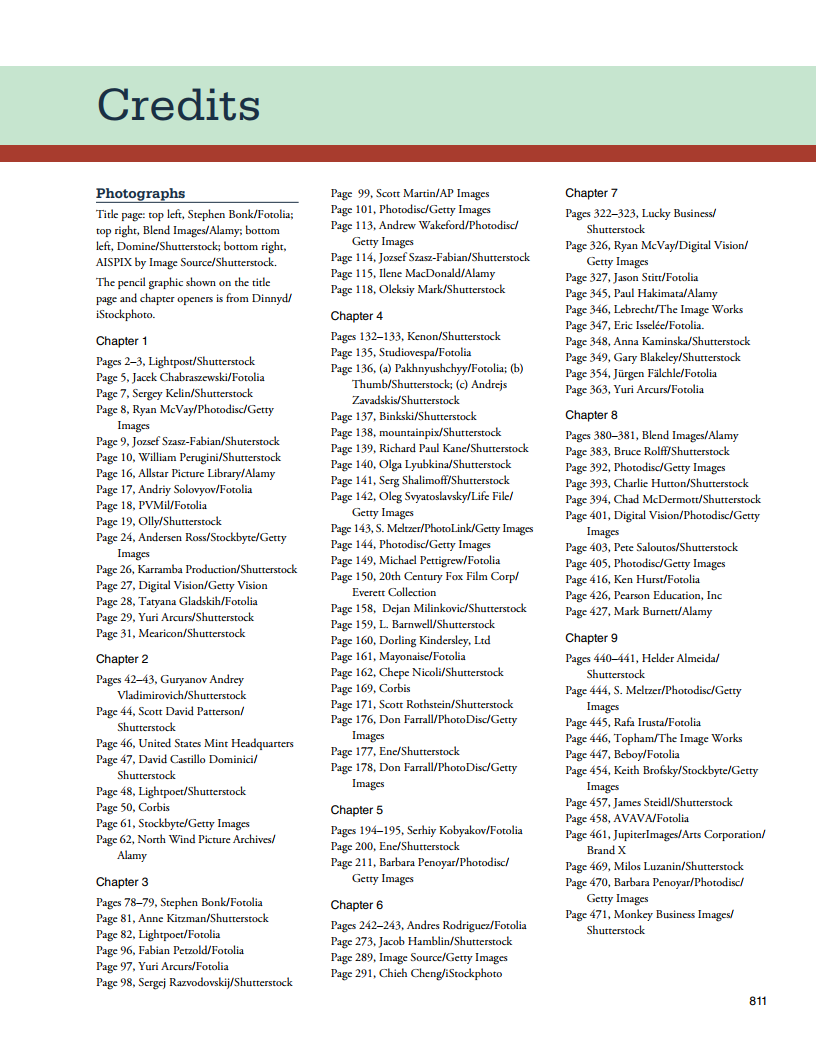 Credits
Photographs
Title page: top left, Stephen Bonk/Fotolia;
top right, Blend Images/Alamy; bottom
left, Domine/Shutterstock; bottom right,
AISPIX by Image Source/Shutterstock.
The pencil graphic shown on the title
page and chapter openers is from Dinnyd/
iStockphoto.
Chapter 1
Pages 2–3, Lightpost/Shutterstock
Page 5, Jacek Chabraszewski/Fotolia
Page 7, Sergey Kelin/Shutterstock
Page 8, Ryan McVay/Photodisc/Getty
Images
Page 9, Jozsef Szasz-Fabian/Shuterstock
Page 10, William Perugini/Shutterstock
Page 16, Allstar Picture Library/Alamy
Page 17, Andriy Solovyov/Fotolia
Page 18, PVMil/Fotolia
Page 19, Olly/Shutterstock
Page 24, Andersen Ross/Stockbyte/Getty
Images
Page 26, Karramba Production/Shutterstock
Page 27, Digital Vision/Getty Vision
Page 28, Tatyana Gladskih/Fotolia
Page 29, Yuri Arcurs/Shutterstock
Page 31, Mearicon/Shutterstock
Chapter 2
Pages 42–43, Guryanov Andrey
Vladimirovich/Shutterstock
Page 44, Scott David Patterson/
Shutterstock
Page 46, United States Mint Headquarters
Page 47, David Castillo Dominici/
Shutterstock
Page 48, Lightpoet/Shutterstock
Page 50, Corbis
Page 61, Stockbyte/Getty Images
Page 62, North Wind Picture Archives/
Alamy
Chapter 3
Pages 78–79, Stephen Bonk/Fotolia
Page 81, Anne Kitzman/Shutterstock
Page 82, Lightpoet/Fotolia
Page 96, Fabian Petzold/Fotolia
Page 97, Yuri Arcurs/Fotolia
Page 98, Sergej Razvodovskij/Shutterstock
Page 99, Scott Martin/AP Images
Page 101, Photodisc/Getty Images
Page 113, Andrew Wakeford/Photodisc/
Getty Images
Page 114, Jozsef Szasz-Fabian/Shutterstock
Page 115, Ilene MacDonald/Alamy
Page 118, Oleksiy Mark/Shutterstock
Chapter 4
Pages 132–133, Kenon/Shutterstock
Page 135, Studiovespa/Fotolia
Page 136, (a) Pakhnyushchyy/Fotolia; (b)
Thumb/Shutterstock; (c) Andrejs
Zavadskis/Shutterstock
Page 137, Binkski/Shutterstock
Page 138, mountainpix/Shutterstock
Page 139, Richard Paul Kane/Shutterstock
Page 140, Olga Lyubkina/Shutterstock
Page 141, Serg Shalimoff/Shutterstock
Page 142, Oleg Svyatoslavsky/Life File/
Getty Images
Page 143, S. Meltzer/PhotoLink/Getty Images
Page 144, Photodisc/Getty Images
Page 149, Michael Pettigrew/Fotolia
Page 150, 20th Century Fox Film Corp/
Everett Collection
Page 158, Dejan Milinkovic/Shutterstock
Page 159, L. Barnwell/Shutterstock
Page 160, Dorling Kindersley, Ltd
Page 161, Mayonaise/Fotolia
Page 162, Chepe Nicoli/Shutterstock
Page 169, Corbis
Page 171, Scott Rothstein/Shutterstock
Page 176, Don Farrall/PhotoDisc/Getty
Images
Page 177, Ene/Shutterstock
Page 178, Don Farrall/PhotoDisc/Getty
Images
Chapter 5
Pages 194–195, Serhiy Kobyakov/Fotolia
Page 200, Ene/Shutterstock
Page 211, Barbara Penoyar/Photodisc/
Getty Images
Chapter 6
Pages 242–243, Andres Rodriguez/Fotolia
Page 273, Jacob Hamblin/Shutterstock
Page 289, Image Source/Getty Images
Page 291, Chieh Cheng/iStockphoto
Chapter 7
Pages 322–323, Lucky Business/
Shutterstock
Page 326, Ryan McVay/Digital Vision/
Getty Images
Page 327, Jason Stitt/Fotolia
Page 345, Paul Hakimata/Alamy
Page 346, Lebrecht/The Image Works
Page 347, Eric Isselée/Fotolia.
Page 348, Anna Kaminska/Shutterstock
Page 349, Gary Blakeley/Shutterstock
Page 354, Jürgen Fälchle/Fotolia
Page 363, Yuri Arcurs/Fotolia
Chapter 8
Pages 380–381, Blend Images/Alamy
Page 383, Bruce Rolff/Shutterstock
Page 392, Photodisc/Getty Images
Page 393, Charlie Hutton/Shutterstock
Page 394, Chad McDermott/Shutterstock
Page 401, Digital Vision/Photodisc/Getty
Images
Page 403, Pete Saloutos/Shutterstock
Page 405, Photodisc/Getty Images
Page 416, Ken Hurst/Fotolia
Page 426, Pearson Education, Inc
Page 427, Mark Burnett/Alamy
Chapter 9
Pages 440–441, Helder Almeida/
Shutterstock
Page 444, S. Meltzer/Photodisc/Getty
Images
Page 445, Rafa Irusta/Fotolia
Page 446, Topham/The Image Works
Page 447, Beboy/Fotolia
Page 454, Keith Brofsky/Stockbyte/Getty
Images
Page 457, James Steidl/Shutterstock
Page 458, AVAVA/Fotolia
Page 461, JupiterImages/Arts Corporation/
Brand X
Page 469, Milos Luzanin/Shutterstock
Page 470, Barbara Penoyar/Photodisc/
Getty Images
Page 471, Monkey Business Images/
Shutterstock
811